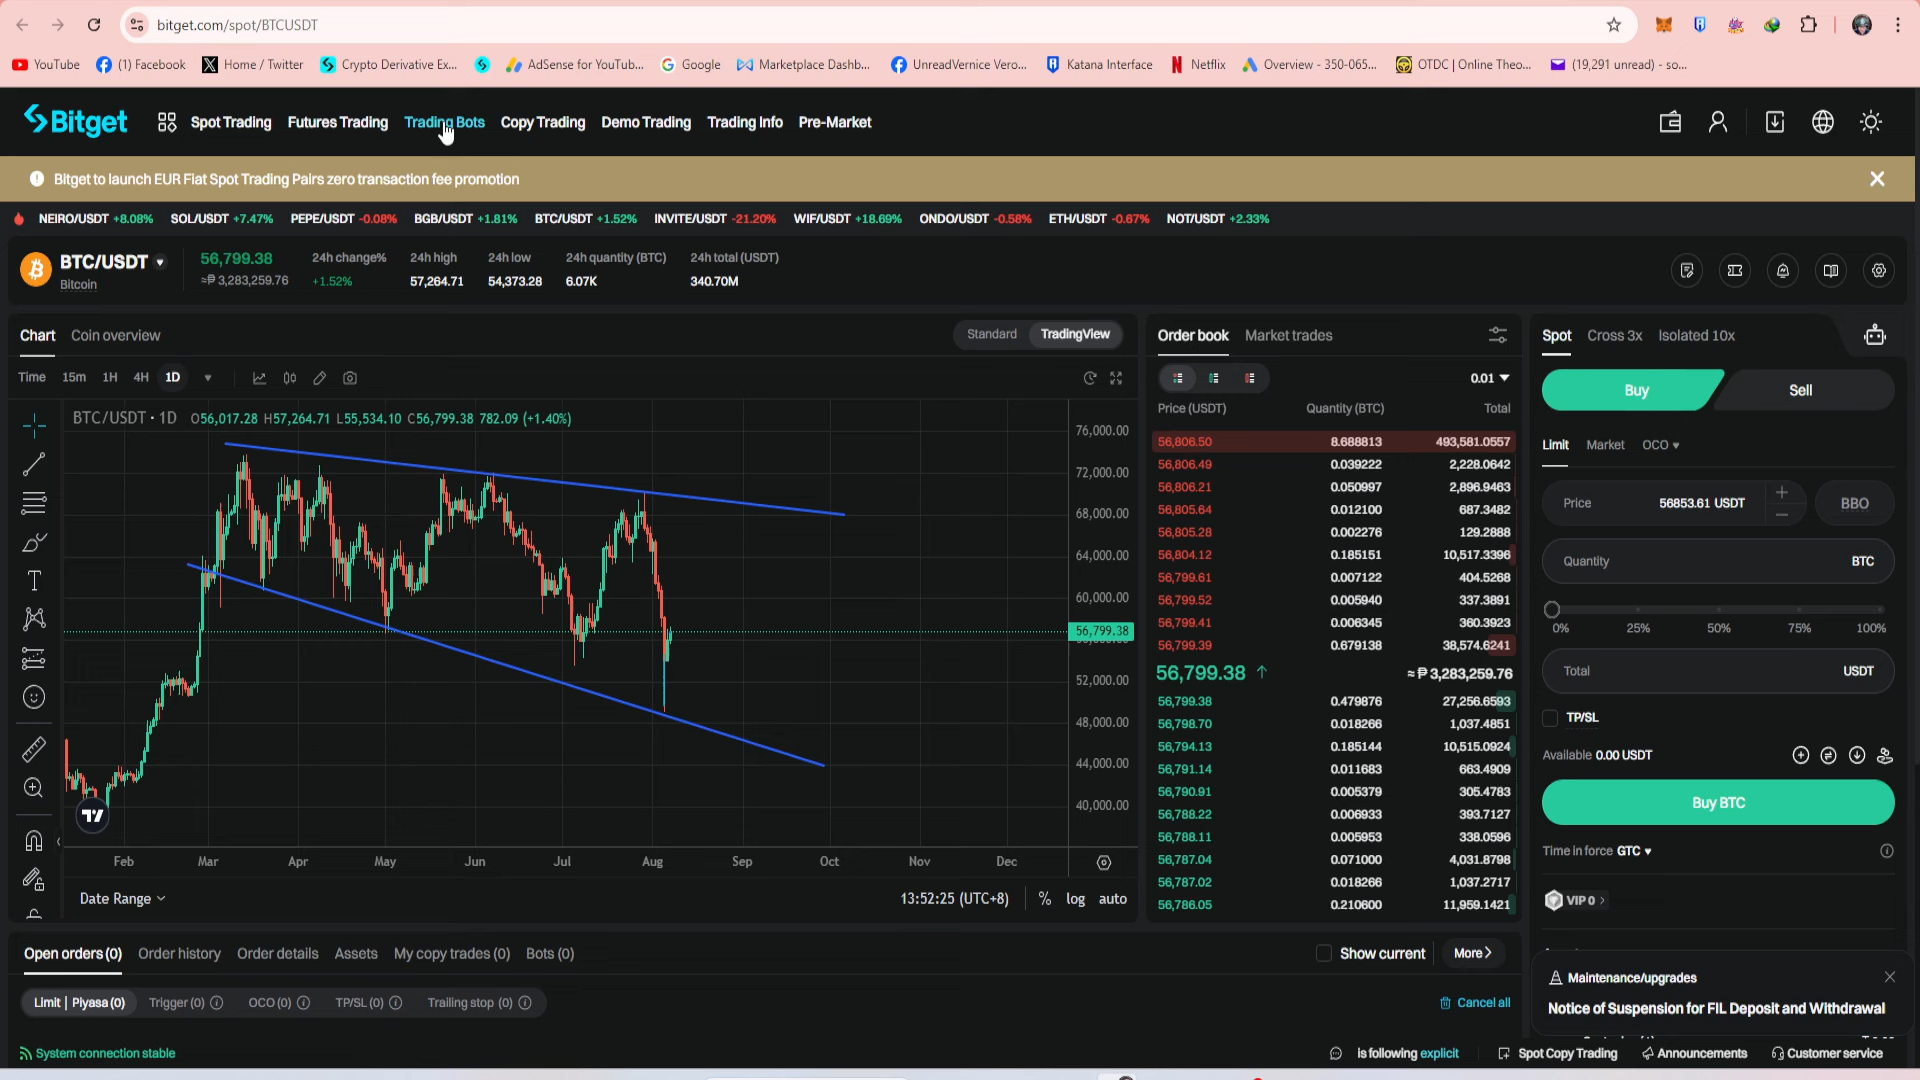 bitget.com/spot/BTCUSDT
YouTube (1) Facebook Home / Twitter Crypto Derivative Ex... AdSense for YouTub... Google Marketplace Dashb... UnreadVernice Vero... Katana Interface Netflix Overview - 350-065... OTDC | Online Theo... (19,291 unread) - so...
Bitget Spot Trading Futures Trading Trading Bots Copy Trading Demo Trading Trading Info Pre-Market
Bitget to launch EUR Fiat Spot Trading Pairs zero transaction fee promotion
NEIRO/USDT +8.08% SOL/USDT +7.47% PEPE/USDT -0.08% BGB/USDT +1.81% BTC/USDT +1.52% INVITE/USDT -21.20% WIF/USDT +18.69% ONDO/USDT -0.58% ETH/USDT -0.67% NOT/USDT +2.33%
BTC/USDT 56,799.38 24h change% 24h high 24h low 24h quantity (BTC) 24h total (USDT)
Bitcoin ≈₱ 3,283,259.76 +1.52% 57,264.71 54,373.28 6.07K 340.70M
Chart Coin overview Standard TradingView
Time 15m 1H 4H 1D
BTC/USDT · 1D O56,017.28 H57,264.71 L55,534.10 C56,799.38 782.09 (+1.40%)
76,000.00
72,000.00
68,000.00
64,000.00
60,000.00
56,799.38
52,000.00
48,000.00
44,000.00
40,000.00
Feb Mar Apr May Jun Jul Aug Sep Oct Nov Dec
Date Range 13:52:25 (UTC+8) % log auto
Order book Market trades
0.01
Price (USDT) Quantity (BTC) Total
56,806.50 8.688813 493,581.0557
56,806.49 0.039222 2,228.0642
56,806.21 0.050997 2,896.9463
56,805.64 0.012100 687.3482
56,805.28 0.002276 129.2888
56,804.12 0.185151 10,517.3396
56,799.61 0.007122 404.5268
56,799.52 0.005940 337.3891
56,799.41 0.006345 360.3923
56,799.39 0.679138 38,574.6241
56,799.38 ↑ ≈₱3,283,259.76
56,799.38 0.479876 27,256.6593
56,798.70 0.018266 1,037.4851
56,794.13 0.185144 10,515.0924
56,791.14 0.011683 663.4909
56,790.91 0.005379 305.4783
56,788.22 0.006933 393.7127
56,788.11 0.005953 338.0596
56,787.04 0.071000 4,031.8798
56,787.02 0.018266 1,037.2717
56,786.05 0.210600 11,959.1421
Spot Cross 3x Isolated 10x
Buy Sell
Limit Market OCO
Price 56853.61 USDT BBO
Quantity BTC
0% 25% 50% 75% 100%
Total USDT
TP/SL
Available 0.00 USDT
Buy BTC
Time in force GTC
VIP 0
Open orders (0) Order history Order details Assets My copy trades (0) Bots (0) Show current More
Limit | Piyasa (0) Trigger (0) OCO (0) TP/SL (0) Trailing stop (0) Cancel all
Maintenance/upgrades
Notice of Suspension for FIL Deposit and Withdrawal
System connection stable is following explicit Spot Copy Trading Announcements Customer service